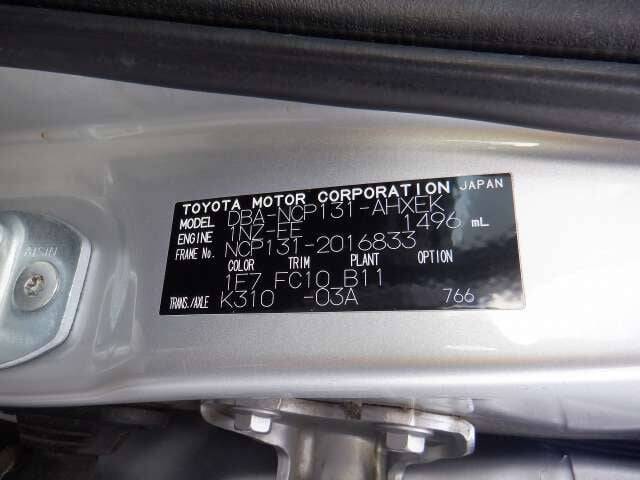 TOYOTA MOTOR CORPORATION JAPAN
MODEL DBA-NCP131-AHXEK
ENGINE 1NZ-FE 1496 mL
FRAME No. NCP131-2016833
COLOR TRIM PLANT OPTION
1E7 FC10 B11
TRANS./AXLE K310 -03A 766
AISIN